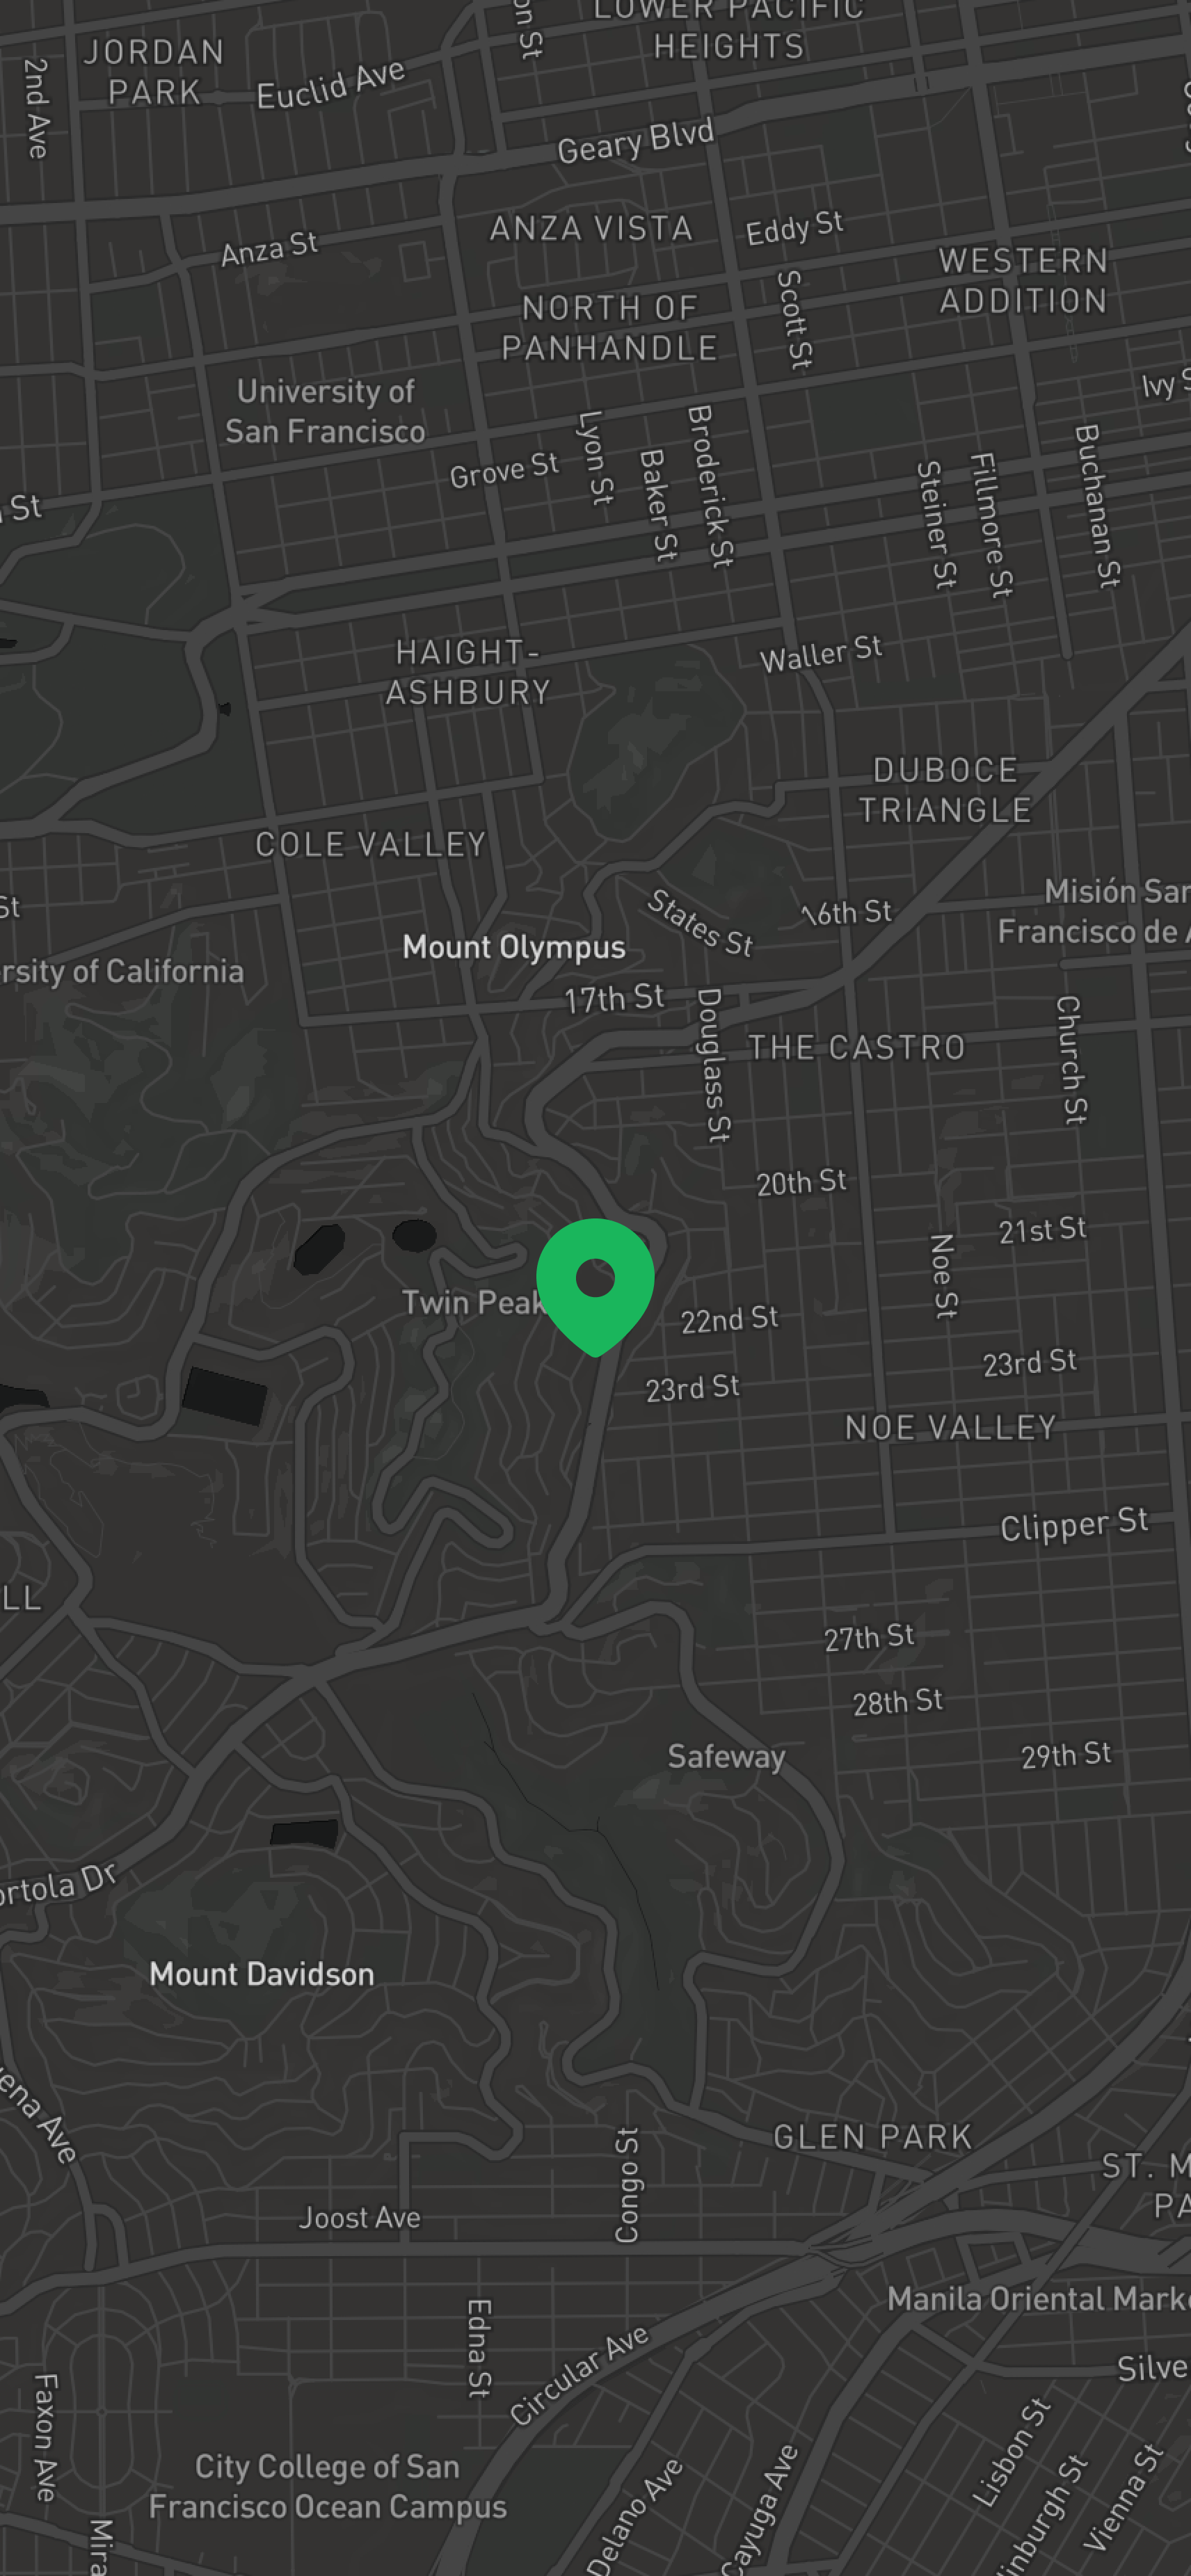 on St
LOWER PACIFIC
HEIGHTS
JORDAN
PARK
2nd Ave
Euclid Ave
Geary Blvd
ANZA VISTA
Eddy St
Anza St
WESTERN
ADDITION
NORTH OF
PANHANDLE
Scott St
University of
San Francisco
Ivy S
Lyon St
Broderick St
Grove St
Baker St
Steiner St
Fillmore St
Buchanan St
St
HAIGHT-
ASHBURY
Waller St
DUBOCE
TRIANGLE
COLE VALLEY
Misión San
Francisco de A
St
States St
16th St
Mount Olympus
rsity of California
17th St
Douglass St
THE CASTRO
Church St
20th St
21st St
Noe St
Twin Peak
22nd St
23rd St
23rd St
NOE VALLEY
Clipper St
LL
27th St
28th St
Safeway
29th St
ortola Dr
Mount Davidson
ena Ave
GLEN PARK
Congo St
ST. M
PA
Joost Ave
Manila Oriental Marke
Edna St
Circular Ave
Silve
Faxon Ave
Lisbon St
City College of San
Francisco Ocean Campus
Delano Ave
Cayuga Ave
inburgh St
Vienna St
Mira